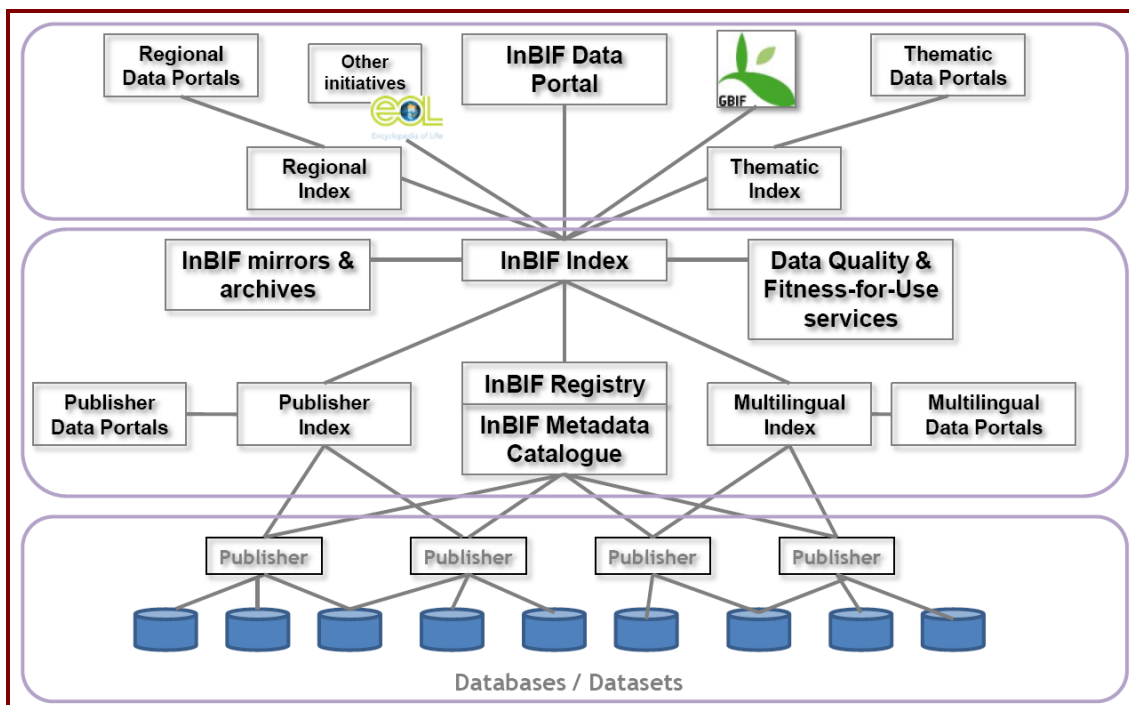 Regional
Data Portals
Other
initiatives
eOL
Encyclopedia of Life
InBIF Data
Portal
GBIF
Thematic
Data Portals
Regional
Index
Thematic
Index
InBIF mirrors &
archives
InBIF Index
Data Quality &
Fitness-for-Use
services
Publisher
Data Portals
Publisher
Index
InBIF Registry
InBIF Metadata
Catalogue
Multilingual
Index
Multilingual
Data Portals
Publisher
Publisher
Publisher
Publisher
Databases / Datasets